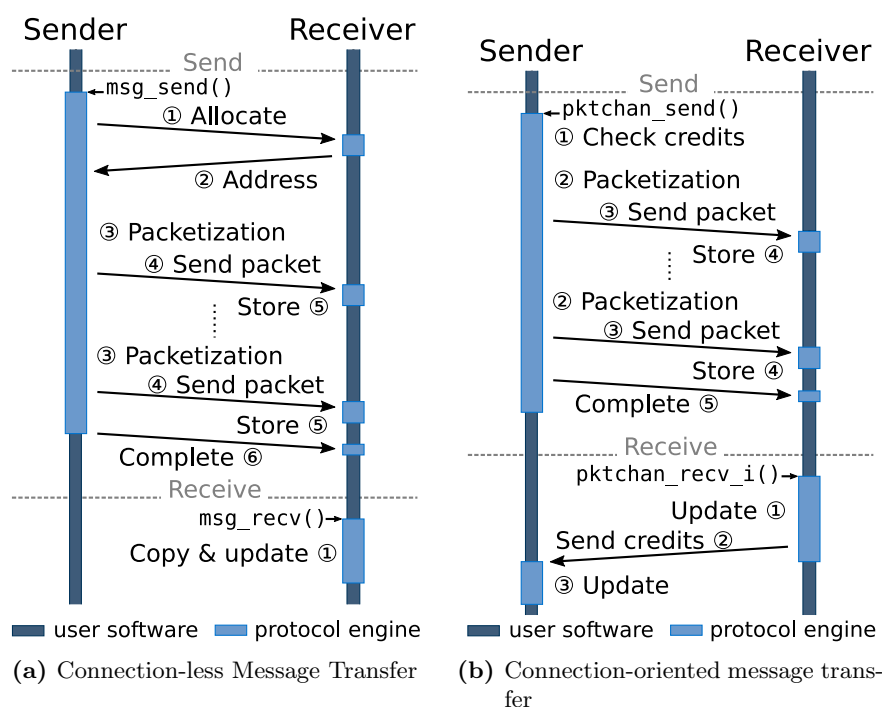 Sender Receiver
Send
msg_send()
① Allocate
② Address
③ Packetization
④ Send packet
Store ⑤
③ Packetization
④ Send packet
Store ⑤
Complete ⑥
Receive
msg_recv()
Copy & update ①
user software protocol engine
(a) Connection-less Message Transfer
Sender Receiver
Send
pktchan_send()
① Check credits
② Packetization
③ Send packet
Store ④
② Packetization
③ Send packet
Store ④
Complete ⑤
Receive
pktchan_recv_i()
Update ①
Send credits ②
③ Update
user software protocol engine
(b) Connection-oriented message trans-
fer